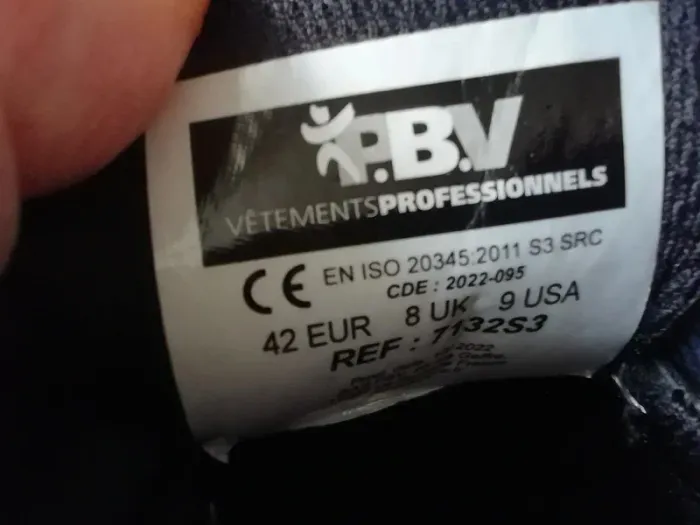 P.B.V
VÊTEMENTSPROFESSIONNELS
CE EN ISO 20345:2011 S3 SRC
CDE : 2022-095
42 EUR 8 UK 9 USA
REF : 7132S3
2022